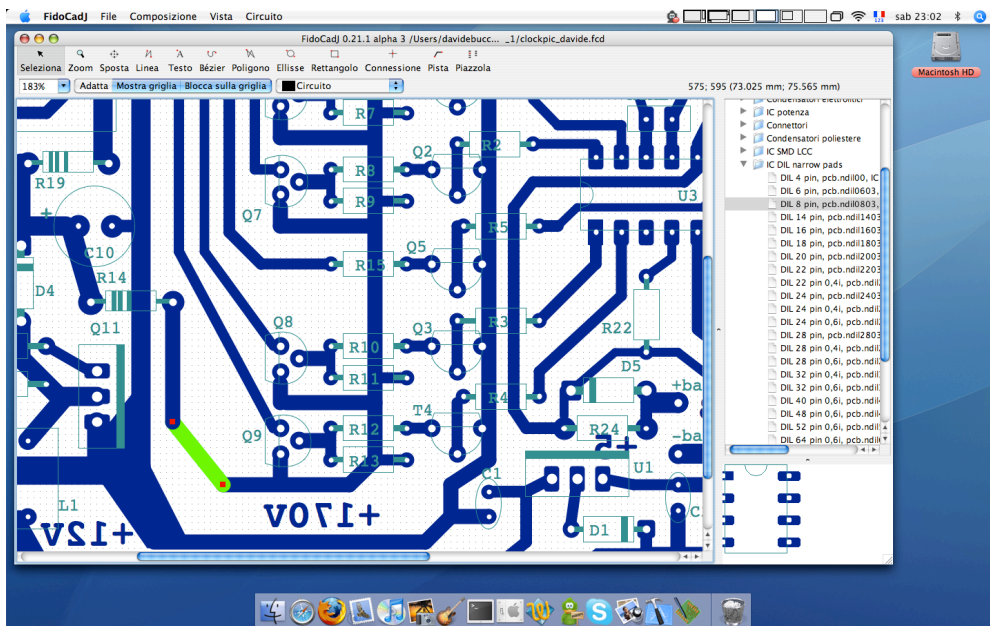 FidoCadJ File Composizione Vista Circuito
sab 23:02
FidoCadJ 0.21.1 alpha 3 /Users/davidebucc... _1/clockpic_davide.fcd
Macintosh HD
Seleziona Zoom Sposta Linea Testo Bézier Poligono Ellisse Rettangolo Connessione Pista Piazzola
183% Adatta Mostra griglia Blocca sulla griglia Circuito
575; 595 (73.025 mm; 75.565 mm)
Condensatori elettrolitici
IC potenza
Connettori
Condensatori poliestere
IC SMD LCC
IC DIL narrow pads
DIL 4 pin, pcb.ndil00, IC
DIL 6 pin, pcb.ndil0603,
DIL 8 pin, pcb.ndil0803,
DIL 14 pin, pcb.ndil1403
DIL 16 pin, pcb.ndil1603
DIL 18 pin, pcb.ndil1803
DIL 20 pin, pcb.ndil2003
DIL 22 pin, pcb.ndil2203
DIL 22 pin 0,4i, pcb.ndil
DIL 24 pin, pcb.ndil2403
DIL 24 pin 0,4i, pcb.ndil
DIL 24 pin 0,6i, pcb.ndil
DIL 28 pin, pcb.ndil2803
DIL 28 pin 0,4i, pcb.ndil
DIL 28 pin 0,6i, pcb.ndil
DIL 32 pin 0,4i, pcb.ndil
DIL 32 pin 0,6i, pcb.ndil
DIL 40 pin 0,6i, pcb.ndil
DIL 48 pin 0,6i, pcb.ndil
DIL 52 pin 0,6i, pcb.ndil
DIL 64 pin 0,6i, pcb.ndil
R7
Q2
R2
R19
R8
R9
U3
Q7
C10
Q5
R5
R15
R14
D4
Q11
Q8
Q3
R3
R22
R10
R11
D5
+ba
T4
R4
Q9
R12
R24
-ba
R13
C1
U1
L1
+12V
+170V
D1
C